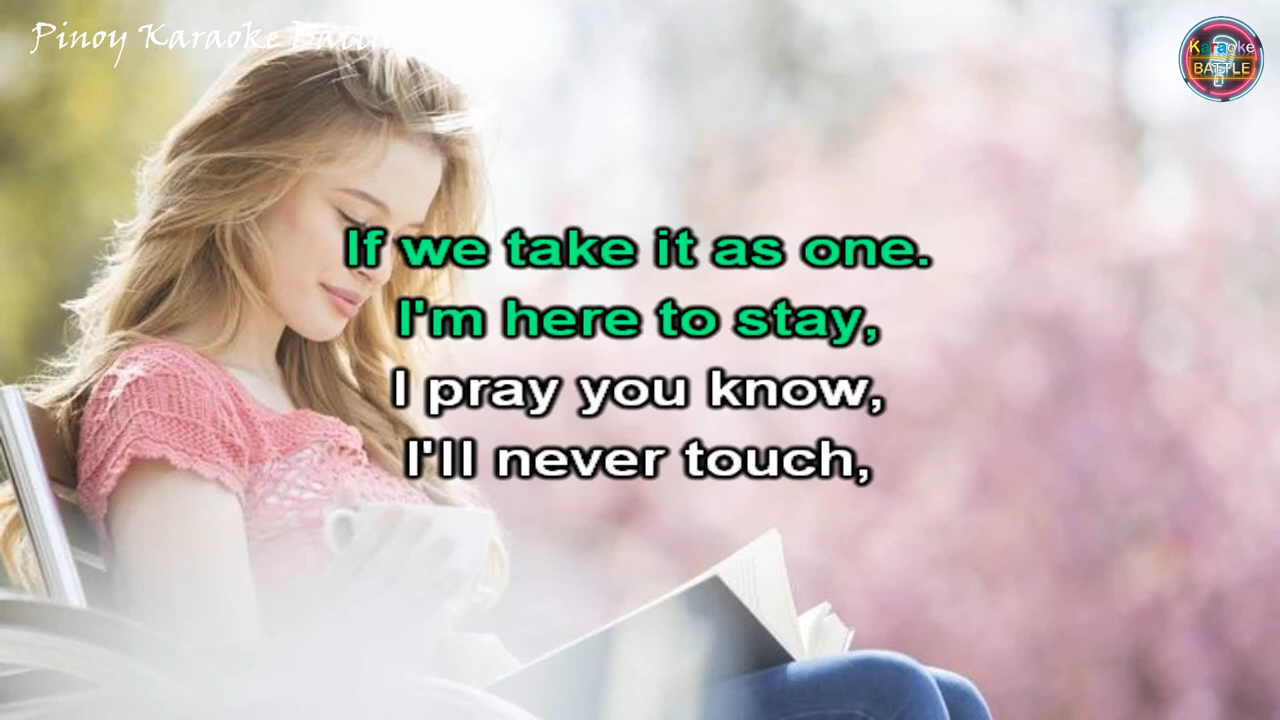 Pinoy Karaoke Battle
Karaoke
BATTLE
If we take it as one.
I'm here to stay,
I pray you know,
I'll never touch,